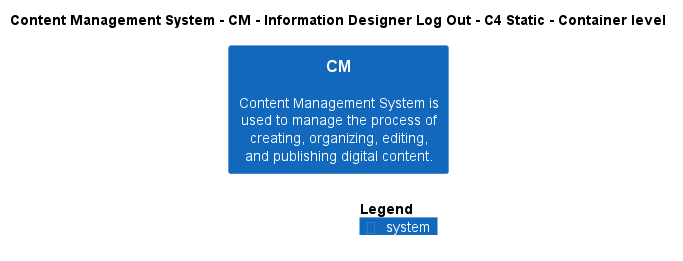 Content Management System - CM - Information Designer Log Out - C4 Static - Container level
CM
Content Management System is
used to manage the process of
creating, organizing, editing,
and publishing digital content.
Legend
system